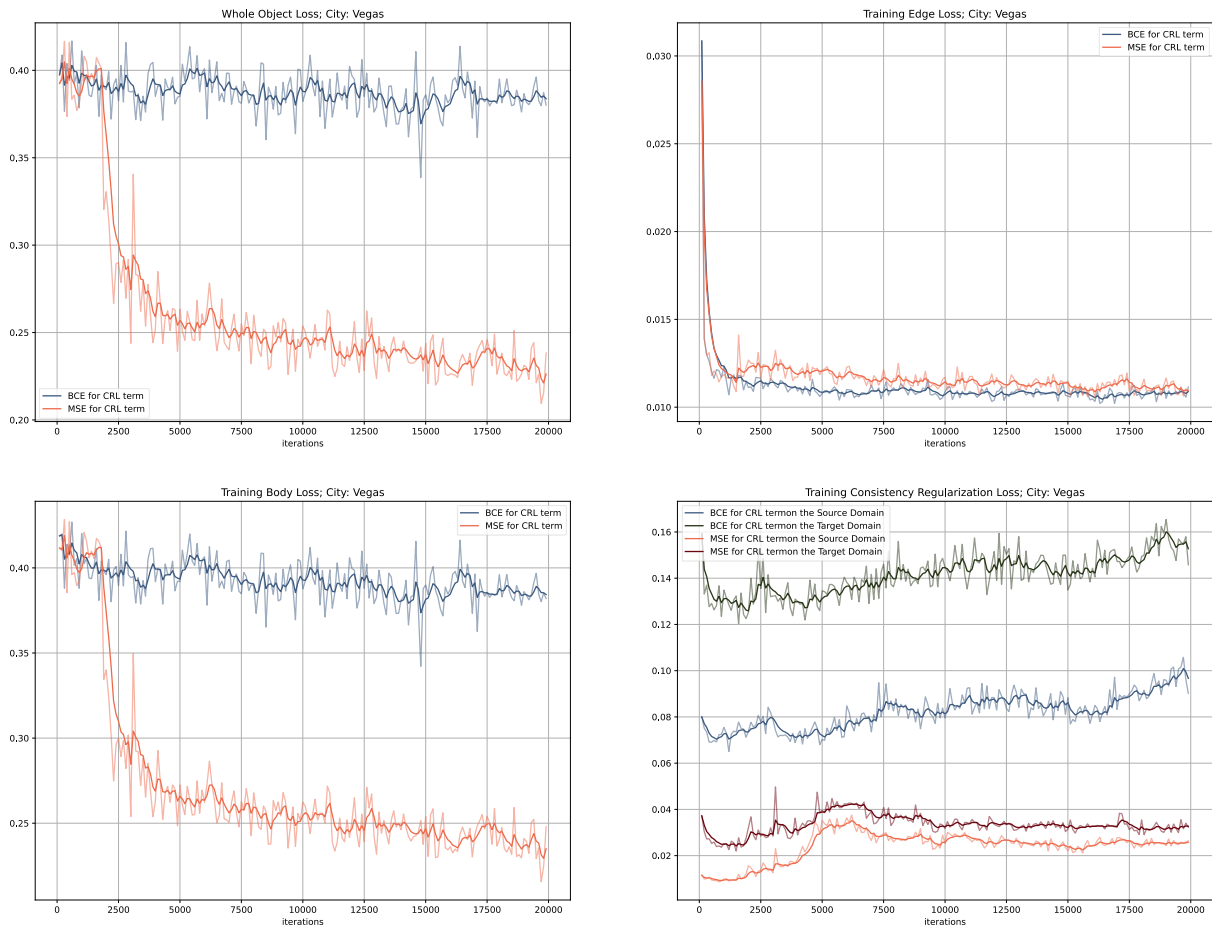 Whole Object Loss; City: Vegas
0.40
0.35
0.30
0.25
0.20
BCE for CRL term
MSE for CRL term
0 2500 5000 7500 10000 12500 15000 17500 20000
iterations
Training Edge Loss; City: Vegas
0.030
0.025
0.020
0.015
0.010
BCE for CRL term
MSE for CRL term
0 2500 5000 7500 10000 12500 15000 17500 20000
iterations
Training Body Loss; City: Vegas
0.40
0.35
0.30
0.25
BCE for CRL term
MSE for CRL term
0 2500 5000 7500 10000 12500 15000 17500 20000
iterations
Training Consistency Regularization Loss; City: Vegas
0.16
0.14
0.12
0.10
0.08
0.06
0.04
0.02
BCE for CRL termon the Source Domain
BCE for CRL termon the Target Domain
MSE for CRL termon the Source Domain
MSE for CRL termon the Target Domain
0 2500 5000 7500 10000 12500 15000 17500 20000
iterations